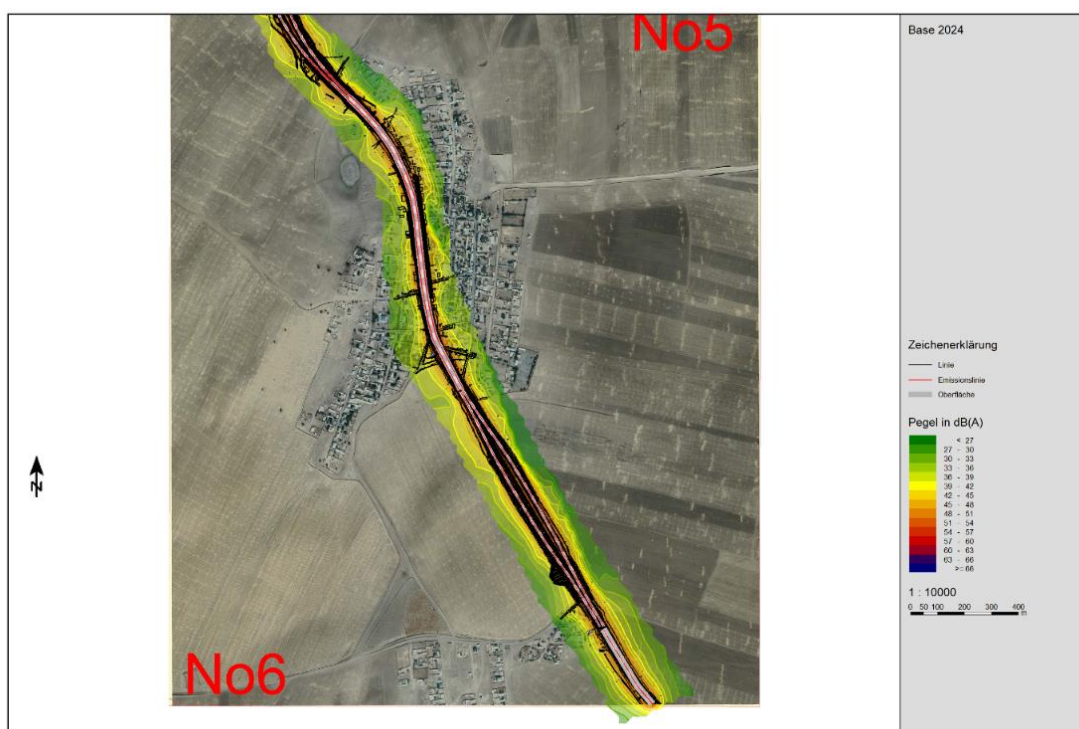 No5
No6
Base 2024
Zeichenerklärung
Linie
Emissionslinie
Oberfläche
Pegel in dB(A)
< 27
27 - 30
30 - 33
33 - 36
36 - 39
39 - 42
42 - 45
45 - 48
48 - 51
51 - 54
54 - 57
57 - 60
60 - 63
63 - 66
>= 66
1 : 10000
0 50 100 200 300 400
m
N